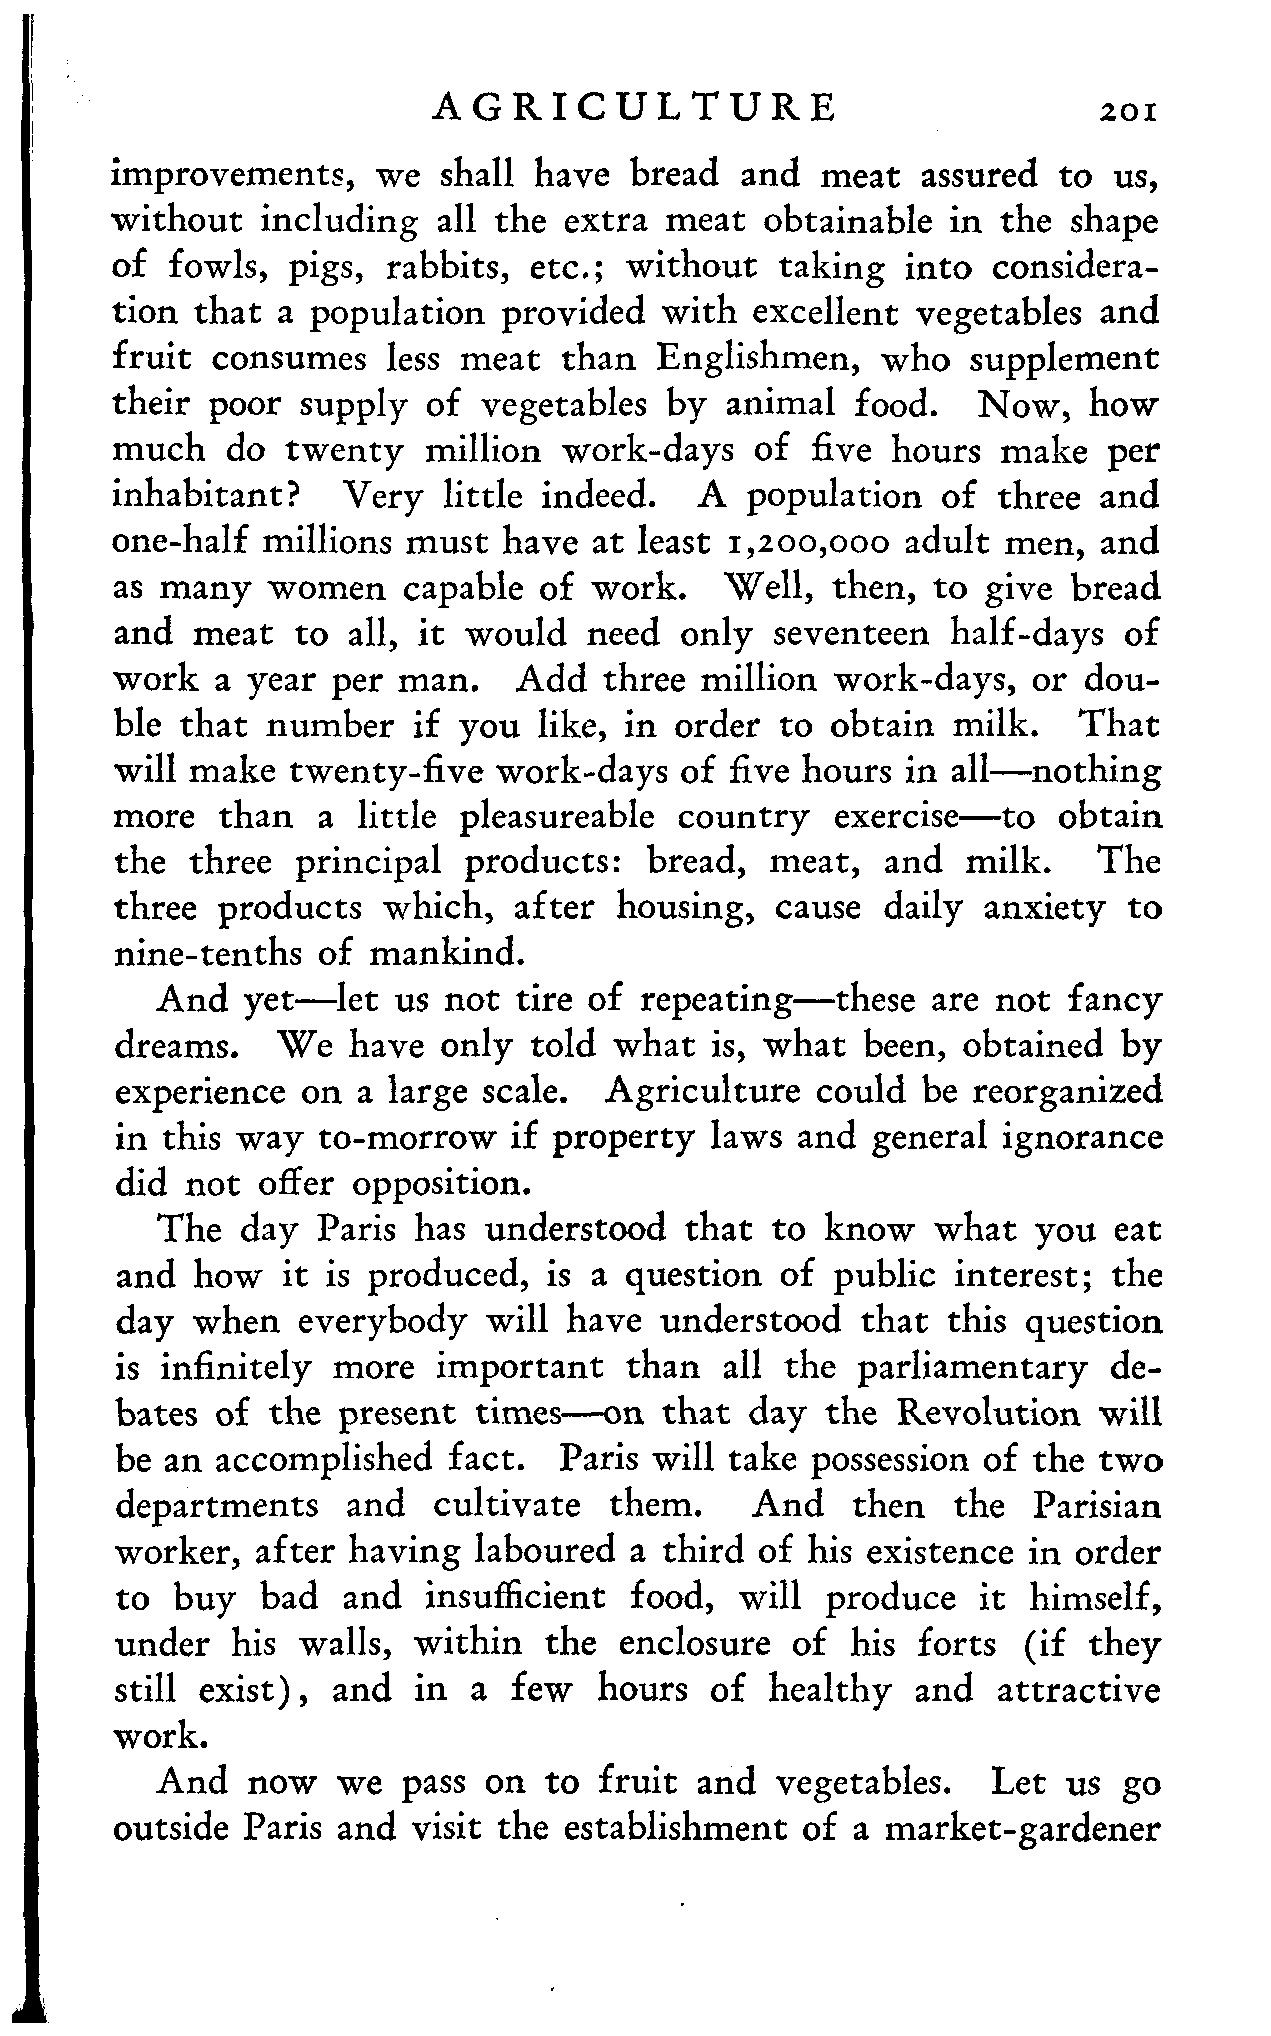 AGRICULTURE 201
improvements, we shall have bread and meat assured to us,
without including all the extra meat obtainable in the shape
of fowls, pigs, rabbits, etc.; without taking into considera-
tion that a population provided with excellent vegetables and
fruit consumes less meat than Englishmen, who supplement
their poor supply of vegetables by animal food. Now, how
much do twenty million work-days of five hours make per
inhabitant? Very little indeed. A population of three and
one-half millions must have at least 1,200,000 adult men, and
as many women capable of work. Well, then, to give bread
and meat to all, it would need only seventeen half-days of
work a year per man. Add three million work-days, or dou-
ble that number if you like, in order to obtain milk. That
will make twenty-five work-days of five hours in all—nothing
more than a little pleasureable country exercise—to obtain
the three principal products: bread, meat, and milk. The
three products which, after housing, cause daily anxiety to
nine-tenths of mankind.
And yet—let us not tire of repeating—these are not fancy
dreams. We have only told what is, what been, obtained by
experience on a large scale. Agriculture could be reorganized
in this way to-morrow if property laws and general ignorance
did not offer opposition.
The day Paris has understood that to know what you eat
and how it is produced, is a question of public interest; the
day when everybody will have understood that this question
is infinitely more important than all the parliamentary de-
bates of the present times—on that day the Revolution will
be an accomplished fact. Paris will take possession of the two
departments and cultivate them. And then the Parisian
worker, after having laboured a third of his existence in order
to buy bad and insufficient food, will produce it himself,
under his walls, within the enclosure of his forts (if they
still exist), and in a few hours of healthy and attractive
work.
And now we pass on to fruit and vegetables. Let us go
outside Paris and visit the establishment of a market-gardener